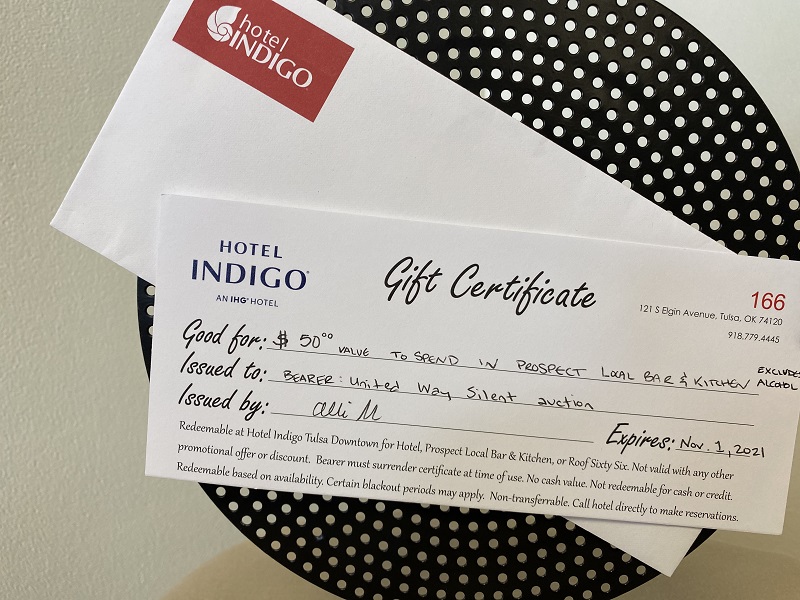 hotel
INDIGO
HOTEL
INDIGO®
AN IHG® HOTEL
Gift Certificate
166
121 S Elgin Avenue, Tulsa, OK 74120
918.779.4445
Good for: $ 50⁰⁰ VALUE TO SPEND IN PROSPECT LOCAL BAR & KITCHEN EXCLUDES ALCOHOL
Issued to: BEARER: United Way Silent auction
Issued by: alli M
Expires: Nov. 1, 2021
Redeemable at Hotel Indigo Tulsa Downtown for Hotel, Prospect Local Bar & Kitchen, or Roof Sixty Six. Not valid with any other
promotional offer or discount. Bearer must surrender certificate at time of use. No cash value. Not redeemable for cash or credit.
Redeemable based on availability. Certain blackout periods may apply. Non-transferrable. Call hotel directly to make reservations.